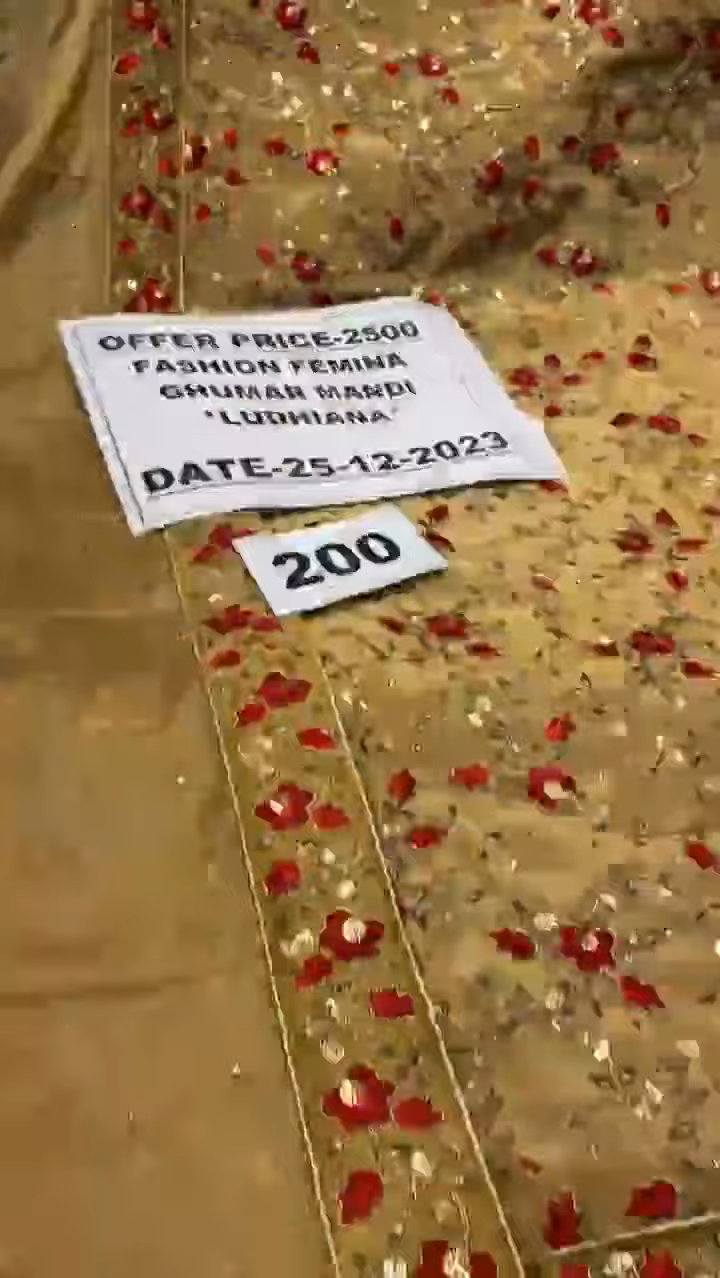 OFFER PRICE-2500
FASHION FEMINA
GHUMAR MANDI
'LUDHIANA'
DATE-25-12-2023
200